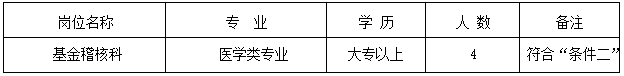 岗位名称 专 业 学 历 人 数 备注
基金稽核科 医学类专业 大专以上 4 符合“条件二”